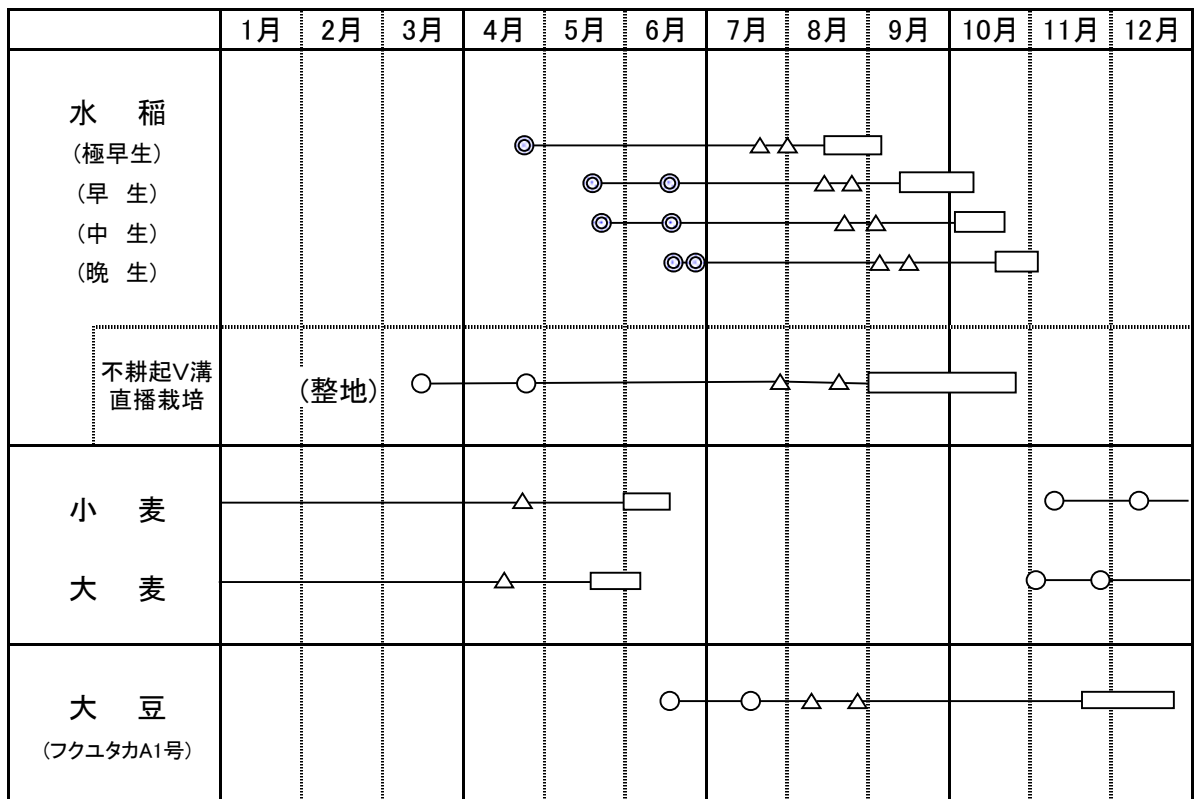 1月 2月 3月 4月 5月 6月 7月 8月 9月 10月 11月 12月
水 稲
(極早生)
(早 生)
(中 生)
(晩 生)
不耕起V溝
直播栽培
(整地)
小 麦
大 麦
大 豆
(フクユタカA1号)